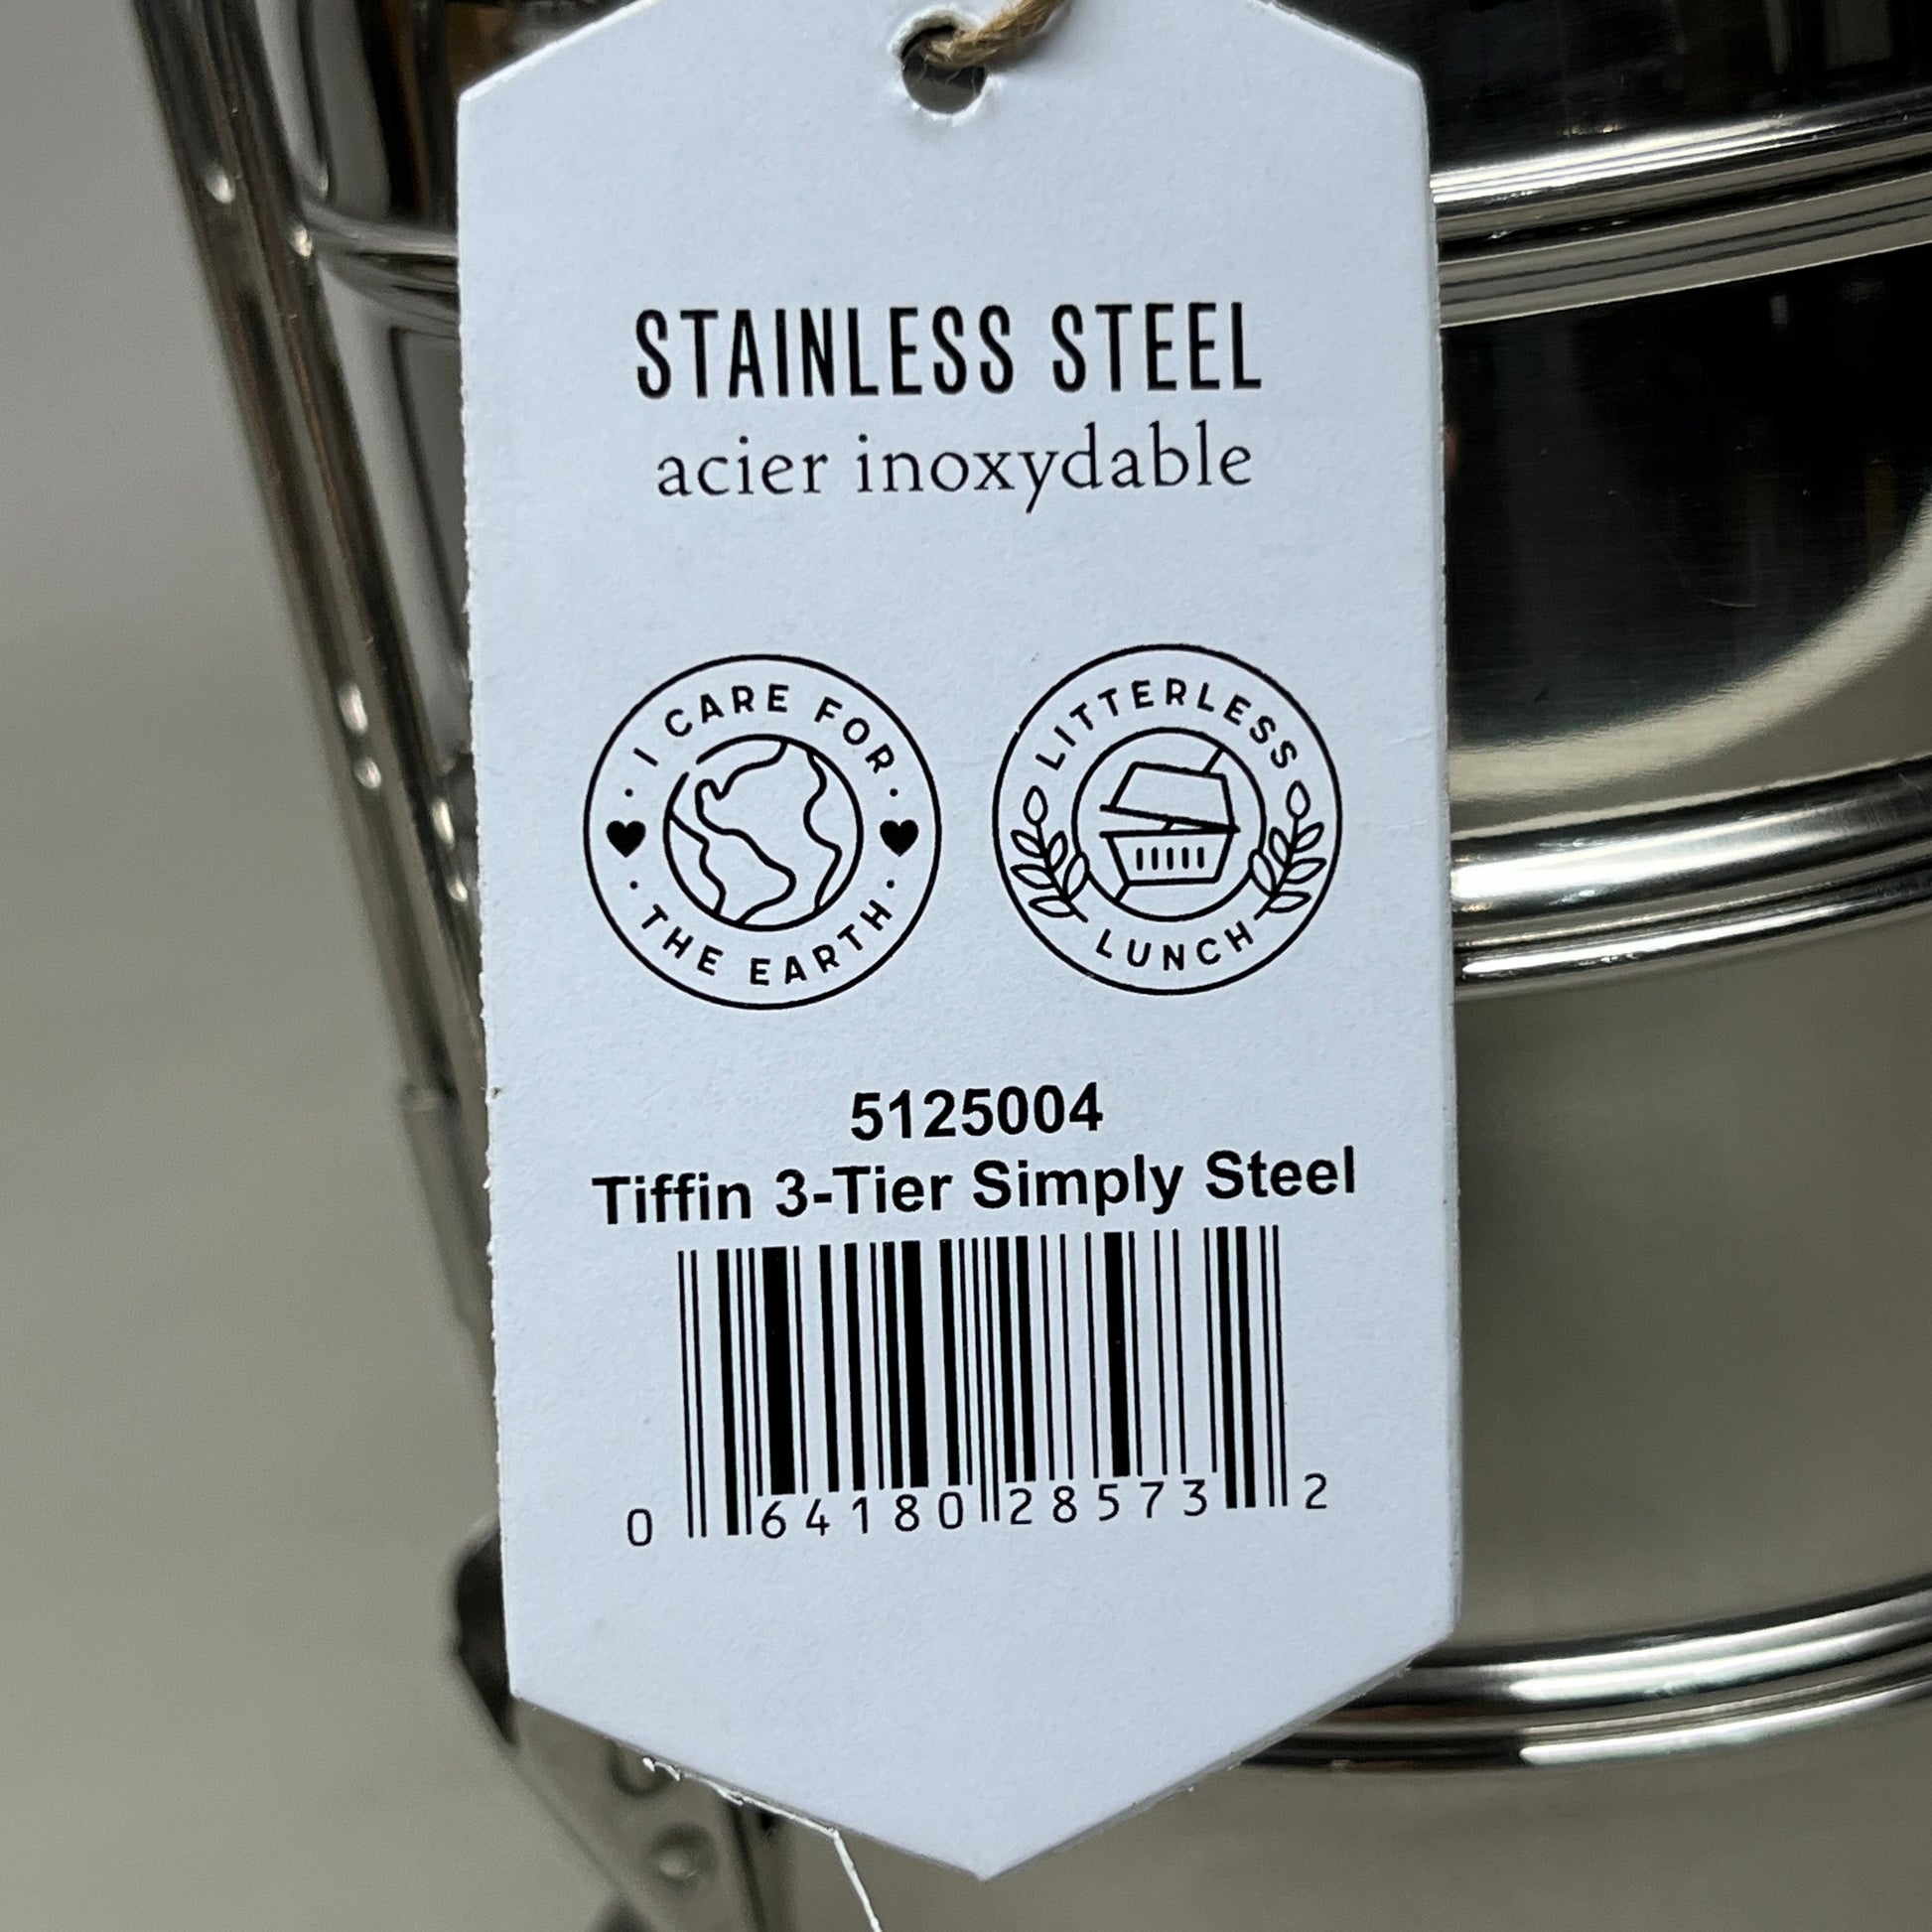 STAINLESS STEEL
acier inoxydable
· I CARE FOR ·
· THE EARTH ·
LITTERLESS
LUNCH
5125004
Tiffin 3-Tier Simply Steel
0 64180 28573 2